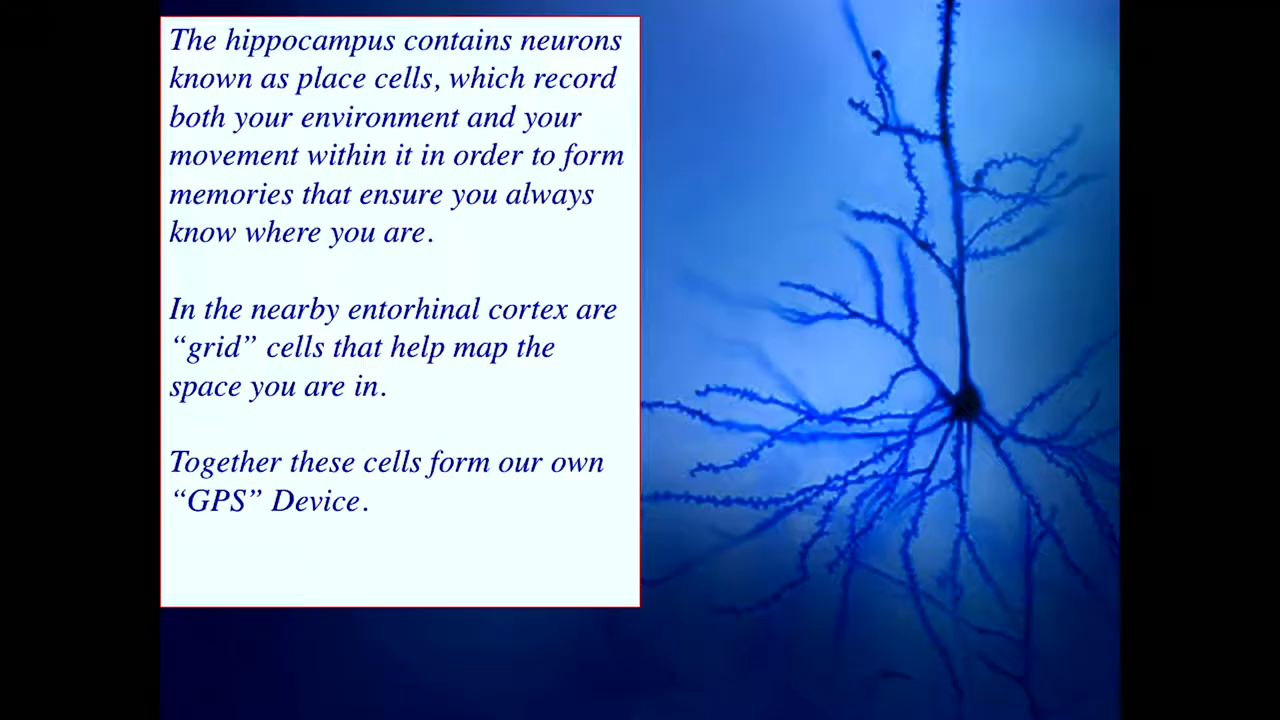 The hippocampus contains neurons
known as place cells, which record
both your environment and your
movement within it in order to form
memories that ensure you always
know where you are.
In the nearby entorhinal cortex are
“grid” cells that help map the
space you are in.
Together these cells form our own
“GPS” Device.